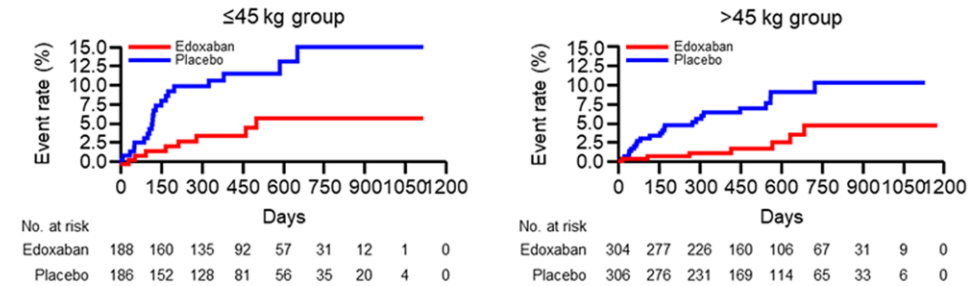 ≤45 kg group
Event rate (%)
15.0
12.5
10.0
7.5
5.0
2.5
0.0
Edoxaban
Placebo
0 150 300 450 600 750 900 1050 1200
Days
No. at risk
Edoxaban 188 160 135 92 57 31 12 1 0
Placebo 186 152 128 81 56 35 20 4 0
>45 kg group
Event rate (%)
15.0
12.5
10.0
7.5
5.0
2.5
0.0
Edoxaban
Placebo
0 150 300 450 600 750 900 1050 1200
Days
No. at risk
Edoxaban 304 277 226 160 106 67 31 9 0
Placebo 306 276 231 169 114 65 33 6 0